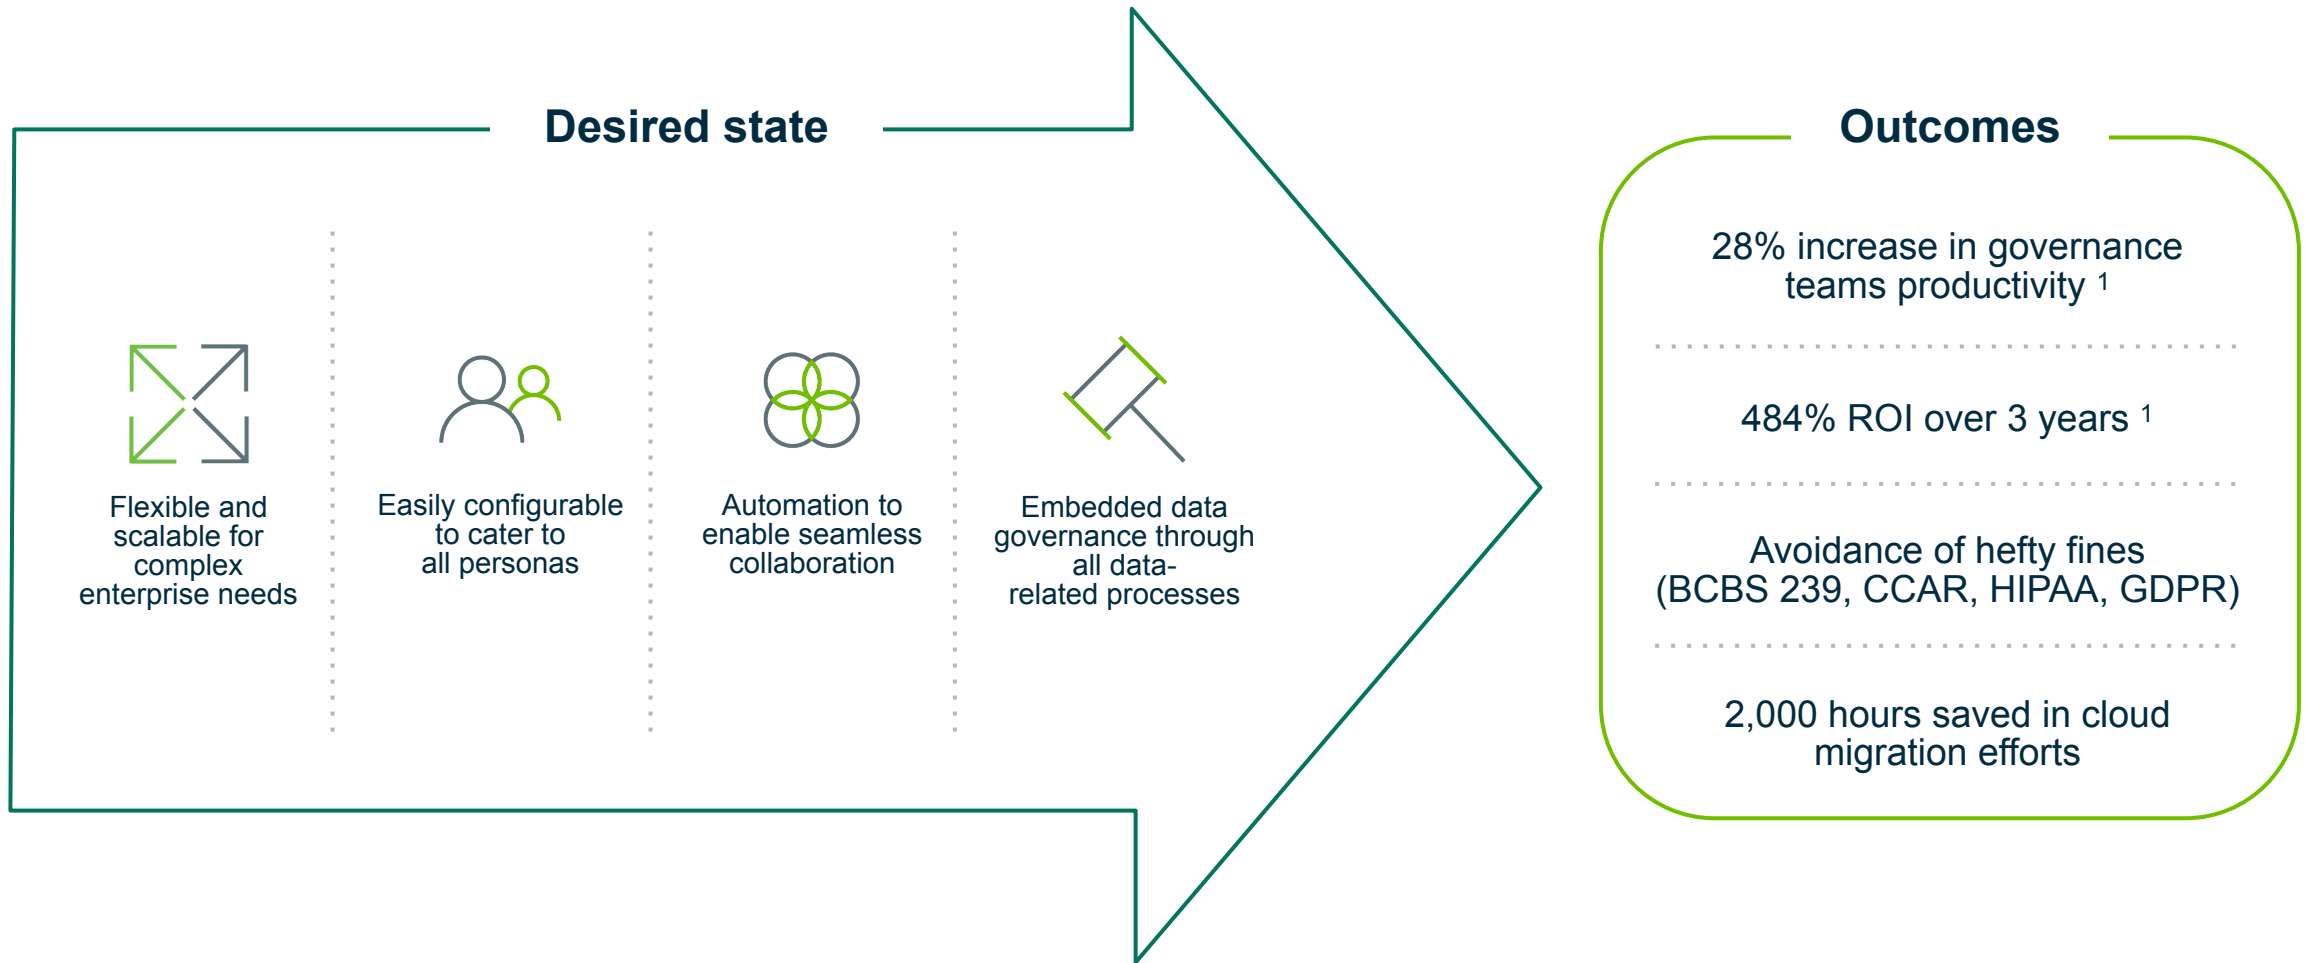 Desired state
Flexible and
scalable for
complex
enterprise needs
Easily configurable
to cater to
all personas
Automation to
enable seamless
collaboration
Embedded data
governance through
all data-
related processes
Outcomes
28% increase in governance
teams productivity ¹
484% ROI over 3 years ¹
Avoidance of hefty fines
(BCBS 239, CCAR, HIPAA, GDPR)
2,000 hours saved in cloud
migration efforts